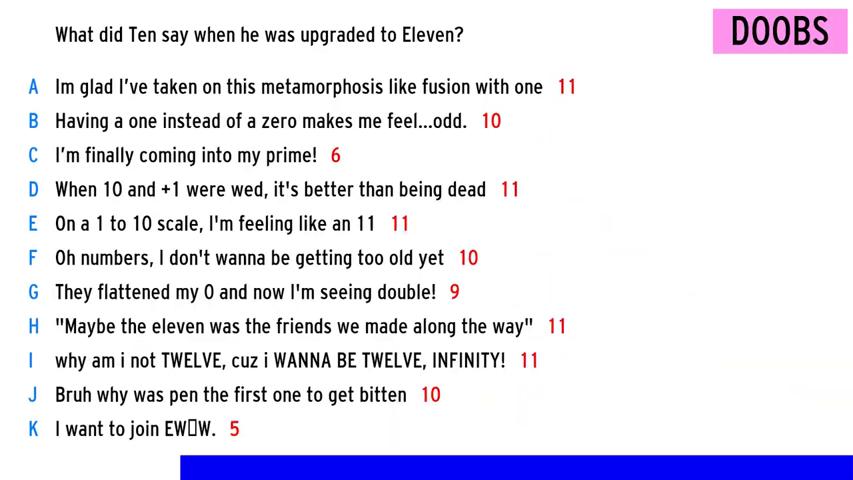 What did Ten say when he was upgraded to Eleven?
DOOBS
A Im glad I've taken on this metamorphosis like fusion with one 11
B Having a one instead of a zero makes me feel...odd. 10
C I'm finally coming into my prime! 6
D When 10 and +1 were wed, it's better than being dead 11
E On a 1 to 10 scale, I'm feeling like an 11 11
F Oh numbers, I don't wanna be getting too old yet 10
G They flattened my 0 and now I'm seeing double! 9
H "Maybe the eleven was the friends we made along the way" 11
I why am i not TWELVE, cuz i WANNA BE TWELVE, INFINITY! 11
J Bruh why was pen the first one to get bitten 10
K I want to join EW▯W. 5